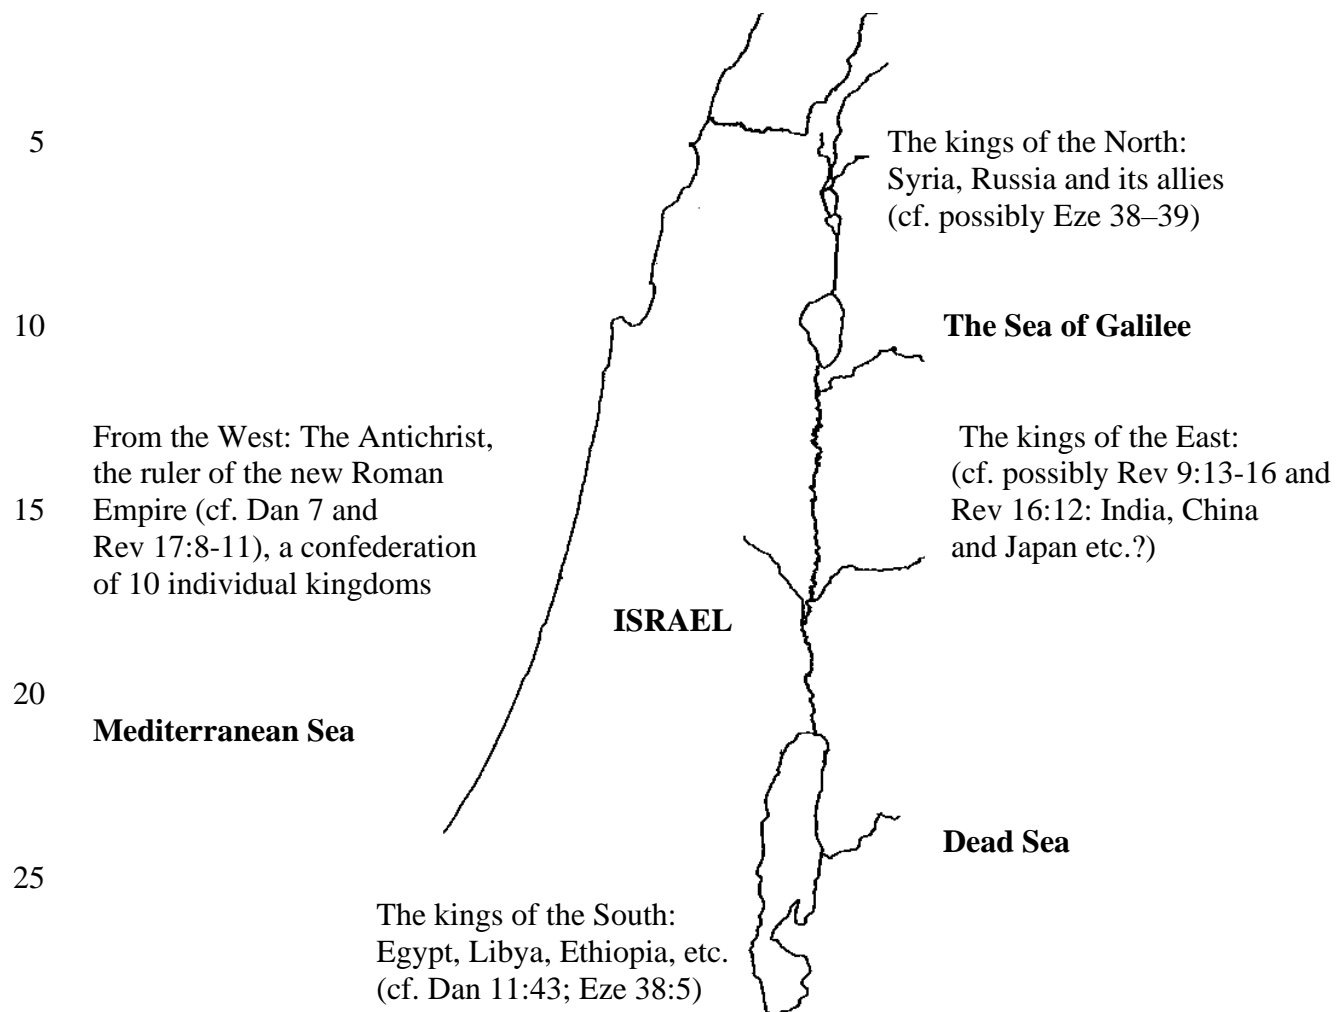 5
The kings of the North:
Syria, Russia and its allies
(cf. possibly Eze 38–39)
10
The Sea of Galilee
From the West: The Antichrist,
the ruler of the new Roman
Empire (cf. Dan 7 and
Rev 17:8-11), a confederation
of 10 individual kingdoms
The kings of the East:
(cf. possibly Rev 9:13-16 and
Rev 16:12: India, China
and Japan etc.?)
15
ISRAEL
20
Mediterranean Sea
Dead Sea
25
The kings of the South:
Egypt, Libya, Ethiopia, etc.
(cf. Dan 11:43; Eze 38:5)